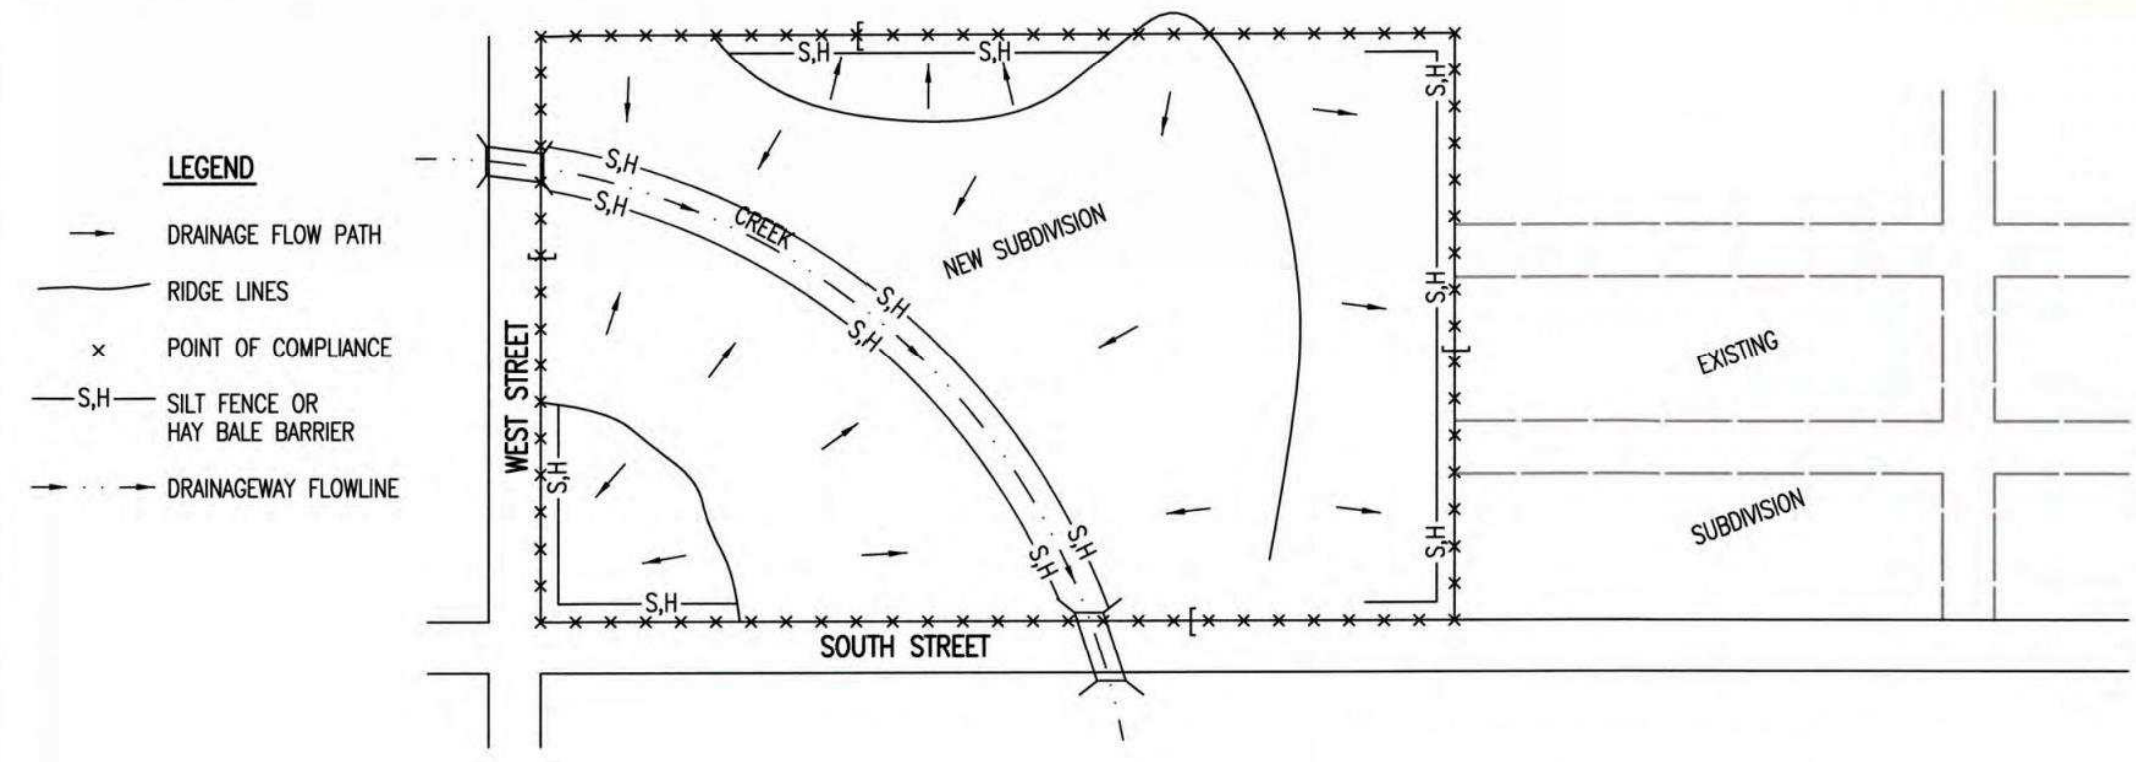 LEGEND
DRAINAGE FLOW PATH
RIDGE LINES
x POINT OF COMPLIANCE
S,H SILT FENCE OR
HAY BALE BARRIER
DRAINAGEWAY FLOWLINE
S,H
S,H
S,H
S,H
S,H
CREEK
NEW SUBDIVISION
S,H
S,H
S,H
WEST STREET
EXISTING
S,H
SUBDIVISION
S,H
S,H
S,H
S,H
SOUTH STREET